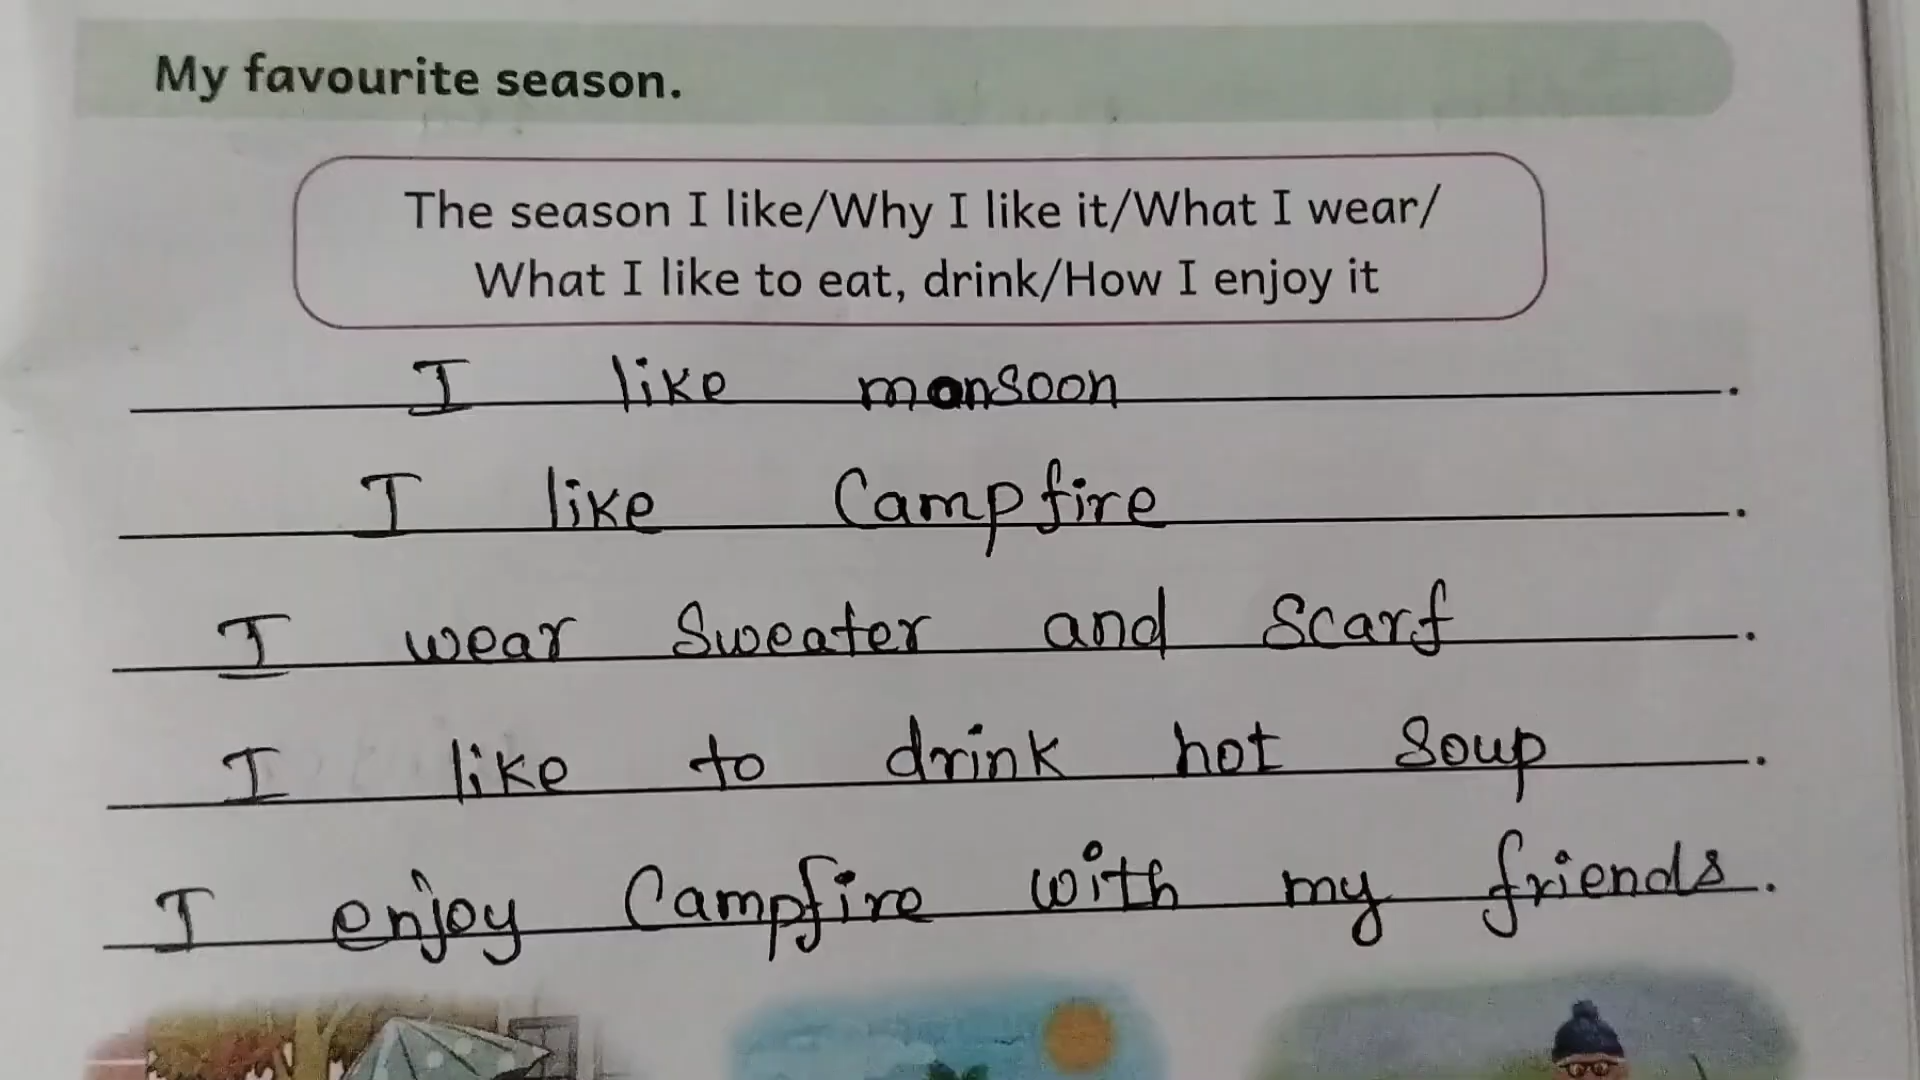 My favourite season.
The season I like/Why I like it/What I wear/
What I like to eat, drink/How I enjoy it
I like monsoon.
I like Campfire.
I wear Sweater and Scarf.
I like to drink hot Soup.
I enjoy Campfire with my friends.